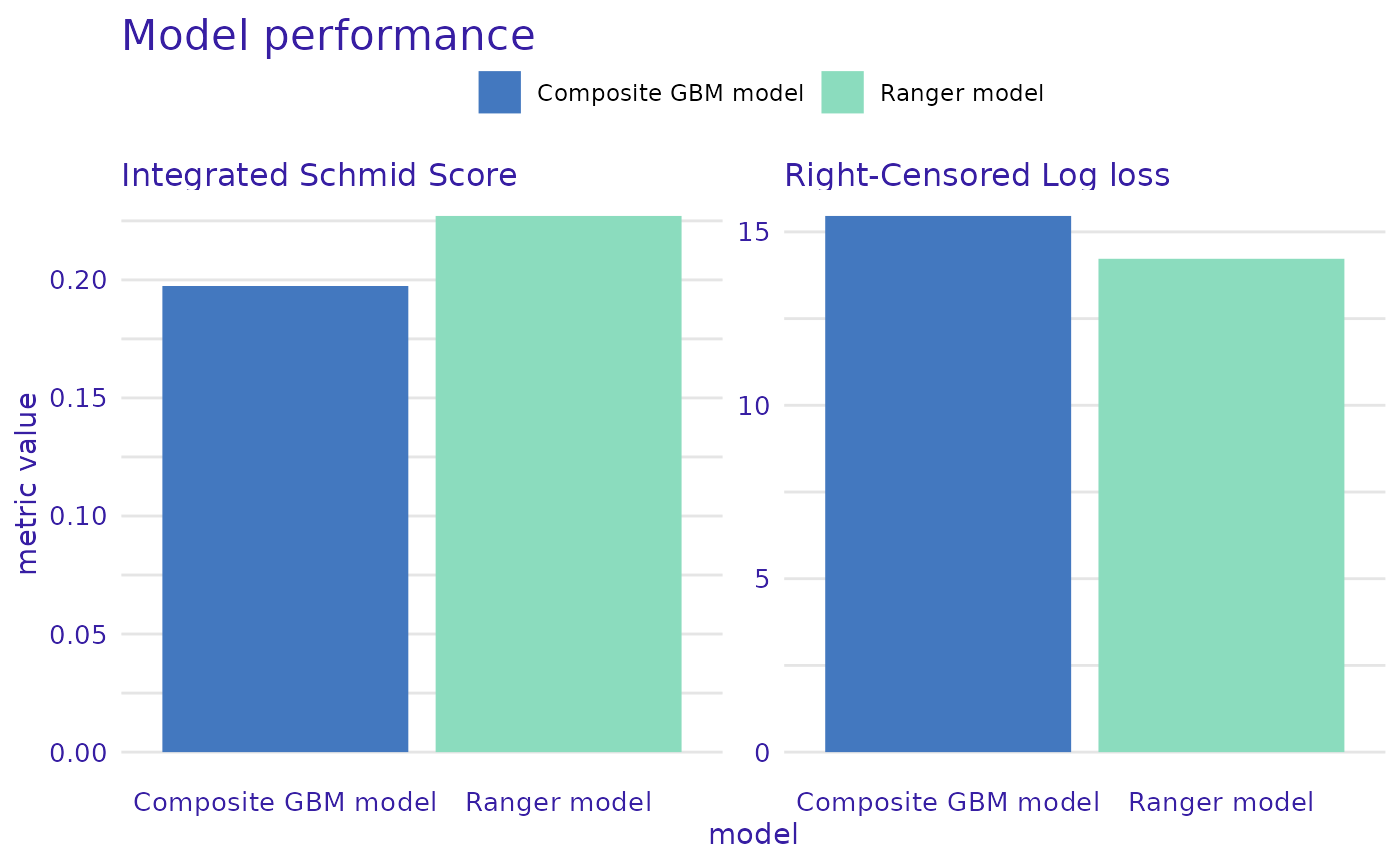 Model performance
Composite GBM model Ranger model
Integrated Schmid Score
Right-Censored Log loss
metric value
0.20
0.15
0.10
0.05
0.00
15
10
5
0
Composite GBM model Ranger model
Composite GBM model Ranger model
model